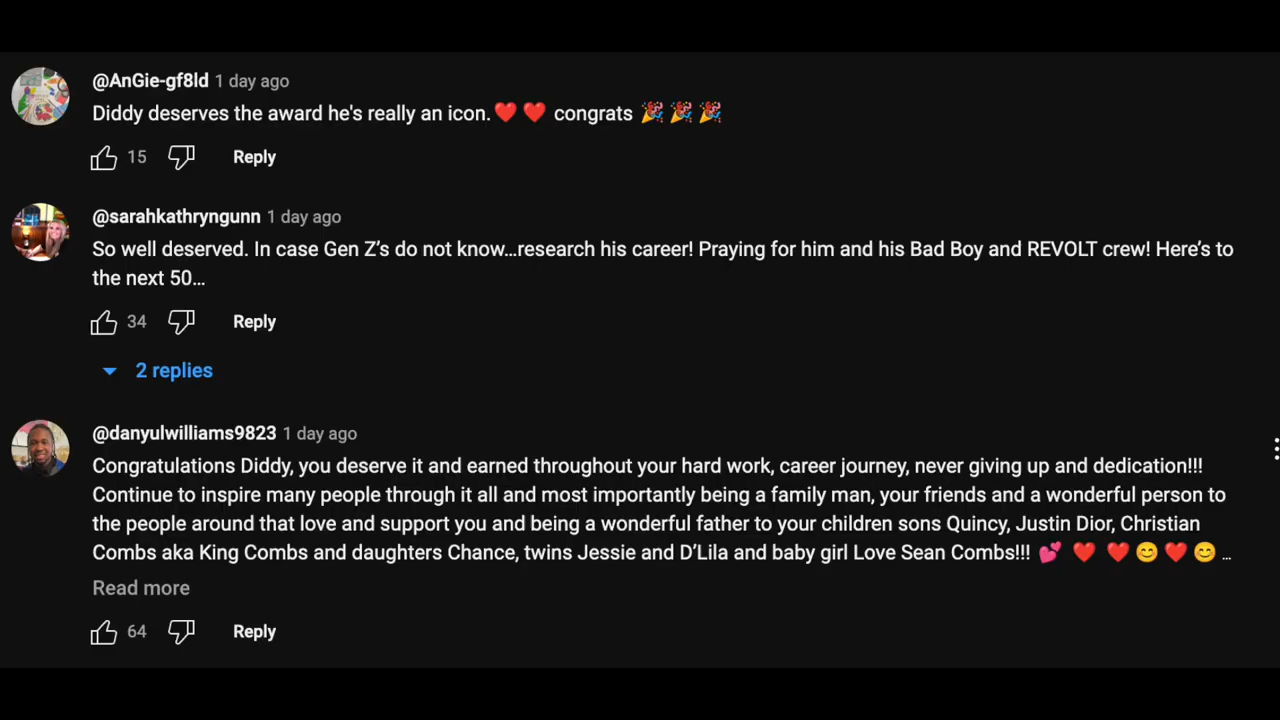 @AnGie-gf8ld 1 day ago
Diddy deserves the award he's really an icon.❤️❤️ congrats 🎉🎉🎉
15 Reply
@sarahkathryngunn 1 day ago
So well deserved. In case Gen Z’s do not know…research his career! Praying for him and his Bad Boy and REVOLT crew! Here’s to
the next 50…
34 Reply
2 replies
@danyulwilliams9823 1 day ago
Congratulations Diddy, you deserve it and earned throughout your hard work, career journey, never giving up and dedication!!!
Continue to inspire many people through it all and most importantly being a family man, your friends and a wonderful person to
the people around that love and support you and being a wonderful father to your children sons Quincy, Justin Dior, Christian
Combs aka King Combs and daughters Chance, twins Jessie and D’Lila and baby girl Love Sean Combs!!! 💕 ❤️ ❤️ 😊 ❤️ 😊 ...
Read more
64 Reply